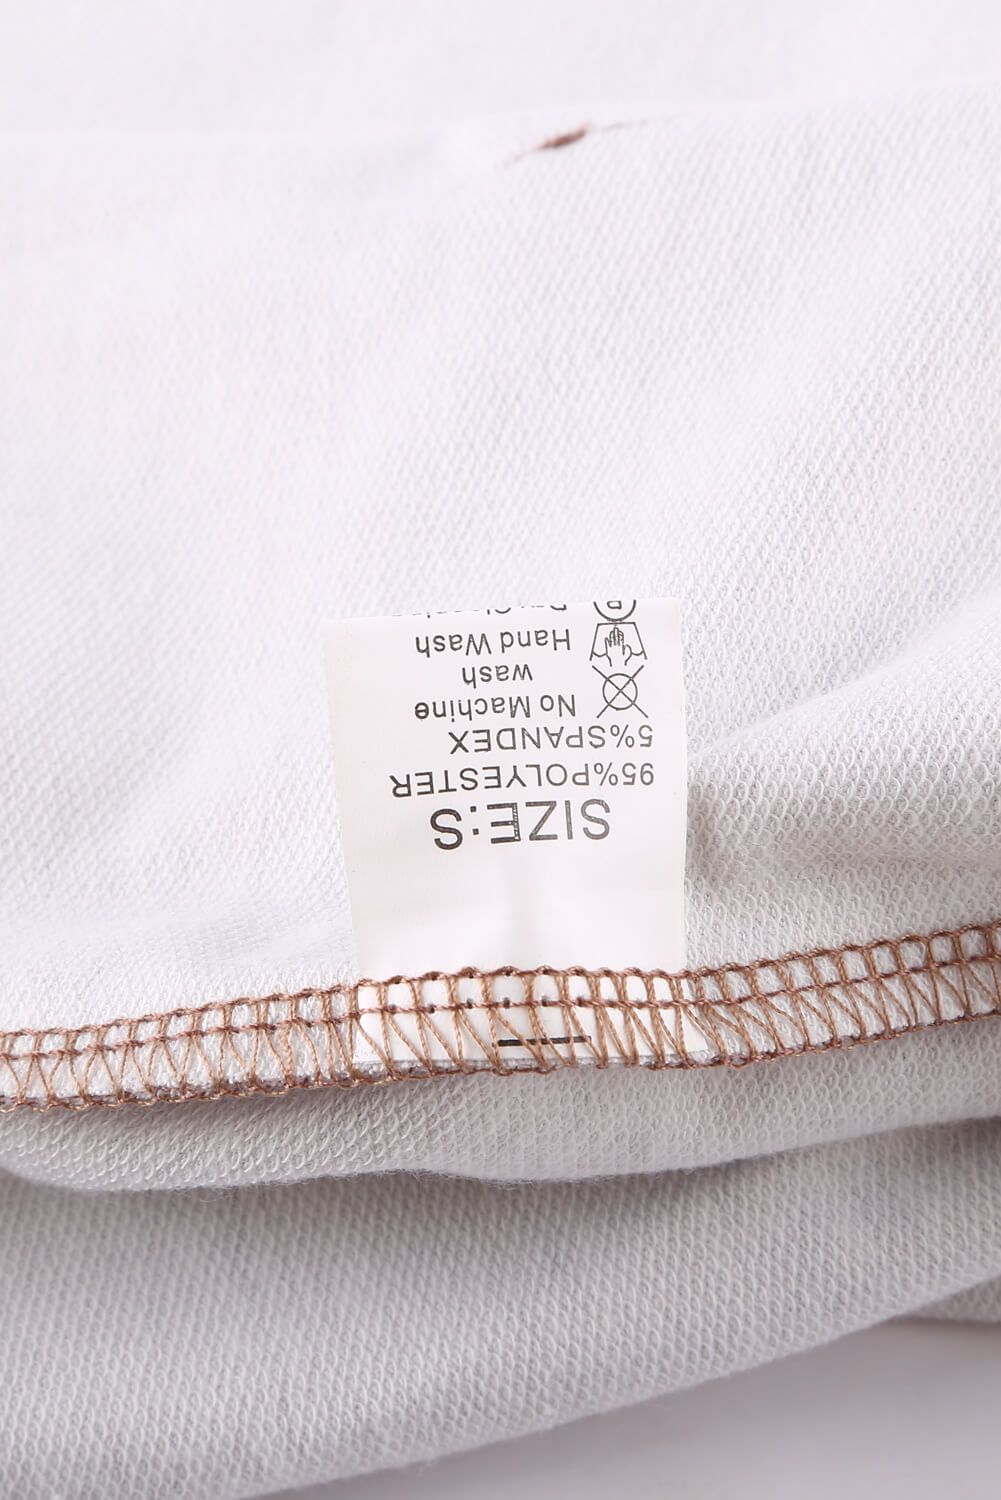 SIZE:S
95%POLYESTER
5%SPANDEX
No Machine
wash
Hand Wash
P